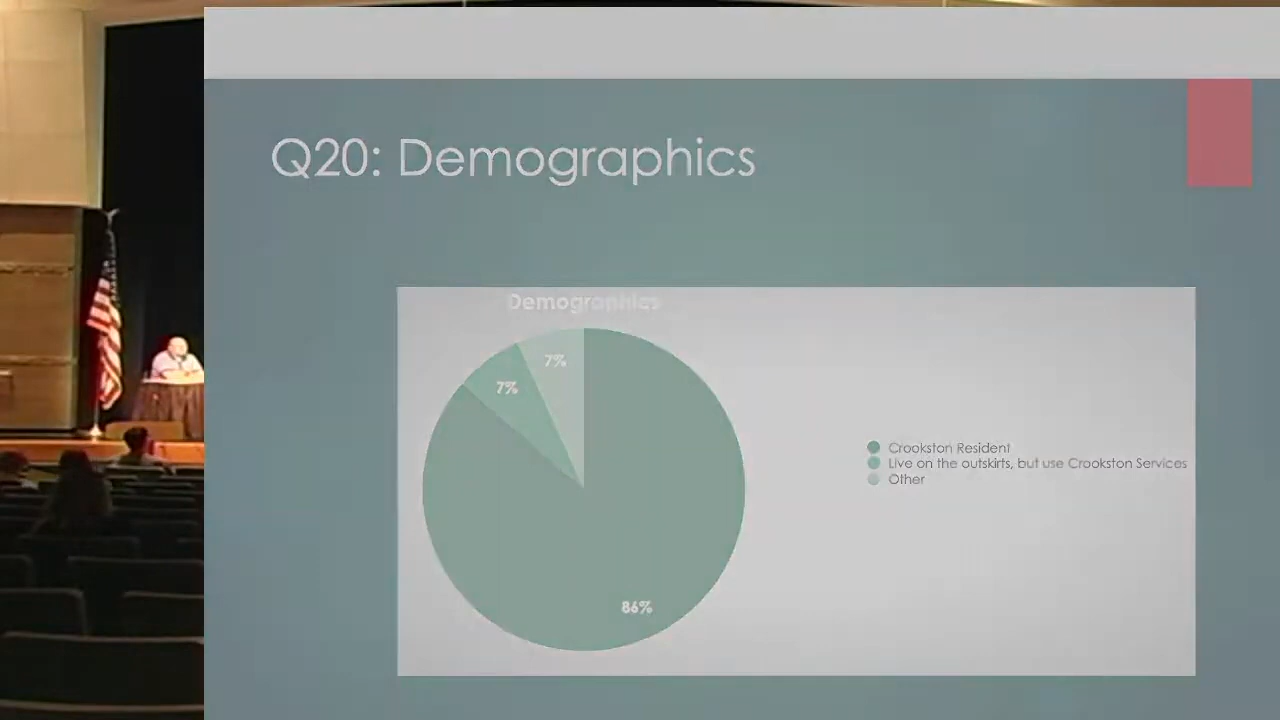 Q20: Demographics
Demographics
7%
7%
86%
Crookston Resident
Live on the outskirts, but use Crookston Services
Other